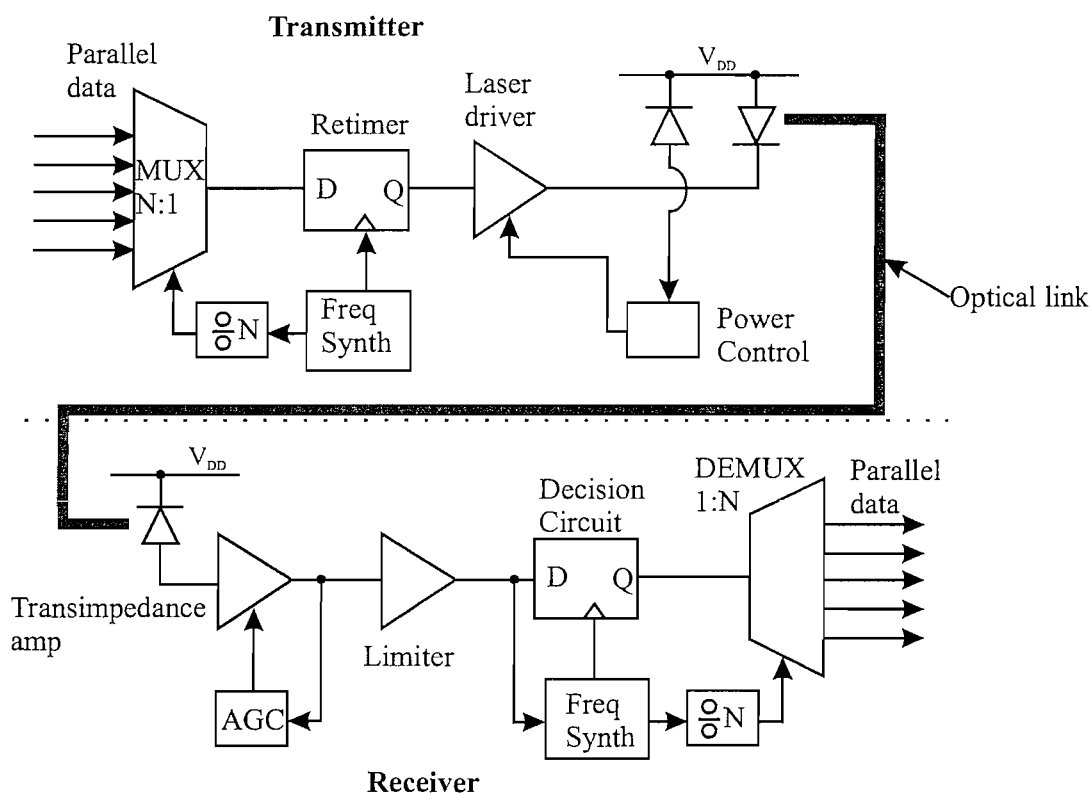 Transmitter
Parallel
data
MUX
N:1
Retimer
D Q
Laser
driver
V_DD
÷N
Freq
Synth
Power
Control
Optical link
V_DD
Transimpedance
amp
AGC
Limiter
Decision
Circuit
D Q
Freq
Synth
÷N
DEMUX
1:N
Parallel
data
Receiver